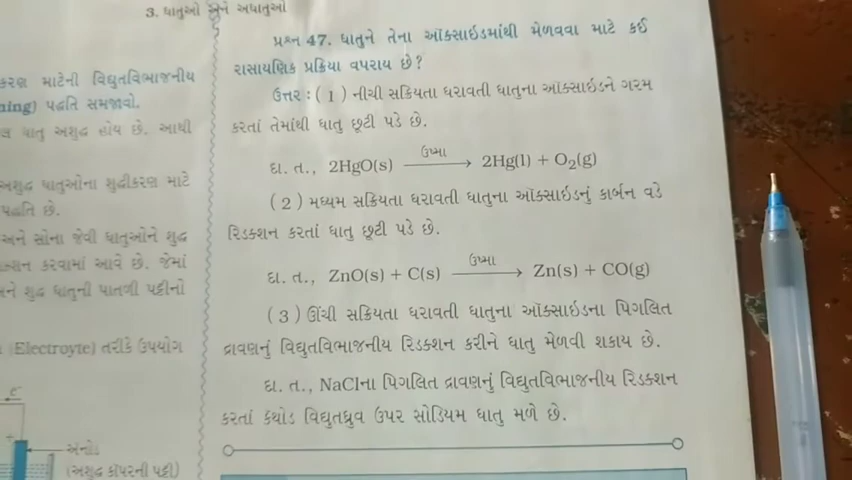 3. ધાતુઓ અને અધાતુઓ
કરણ માટેની વિદ્યુતવિભાજનીય
ning) પદ્ધતિ સમજાવો.
ધાતુ અશુદ્ધ હોય છે. આથી
અશુદ્ધ ધાતુઓના શુદ્ધીકરણ માટે
પદ્ધતિ છે.
અને સોના જેવી ધાતુઓને શુદ્ધ
કરવામાં આવે છે. જેમાં
અને શુદ્ધ ધાતુની પાતળી પટ્ટીનો
(Electroyte) તરીકે ઉપયોગ
e⁻
+
ઍનોડ
(અશુદ્ધ કૉપરની પટ્ટી)
પ્રશ્ન 47. ધાતુને તેના ઑક્સાઇડમાંથી મેળવવા માટે કઈ
રાસાયણિક પ્રક્રિયા વપરાય છે?
ઉત્તર : (1) નીચી સક્રિયતા ધરાવતી ધાતુના ઑક્સાઇડને ગરમ
કરતાં તેમાંથી ધાતુ છૂટી પડે છે.
દા. ત., 2HgO(s) —ઉષ્મા→ 2Hg(l) + O₂(g)
(2) મધ્યમ સક્રિયતા ધરાવતી ધાતુના ઑક્સાઇડનું કાર્બન વડે
રિડક્શન કરતાં ધાતુ છૂટી પડે છે.
દા. ત., ZnO(s) + C(s) —ઉષ્મા→ Zn(s) + CO(g)
(3) ઊંચી સક્રિયતા ધરાવતી ધાતુના ઑક્સાઇડના પિગલિત
દ્રાવણનું વિદ્યુતવિભાજનીય રિડક્શન કરીને ધાતુ મેળવી શકાય છે.
દા. ત., NaClના પિગલિત દ્રાવણનું વિદ્યુતવિભાજનીય રિડક્શન
કરતાં કૅથોડ વિદ્યુતધ્રુવ ઉપર સોડિયમ ધાતુ મળે છે.